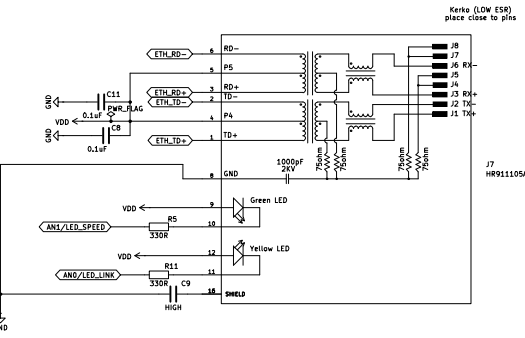 Kerko (LOW ESR)
place close to pins
ETH_RD- 6 RD- J8
J7
5 P5 J6 RX-
J5
C11 J4
GND PWR_FLAG ETH_RD+ 3 RD+ J3 RX+
0.1uF ETH_TD- 2 TD- J2 TX-
VDD 4 P4 J1 TX+
GND C8
ETH_TD+ 1 TD+
0.1uF
75ohm 75ohm 75ohm 75ohm
1000pF
2KV
J7
HR911105A
8 GND
VDD 9 Green LED
AN1/LED_SPEED R5 10
330R
VDD 12 Yellow LED
AN0/LED_LINK R11 11
330R
C9
SHIELD
HIGH